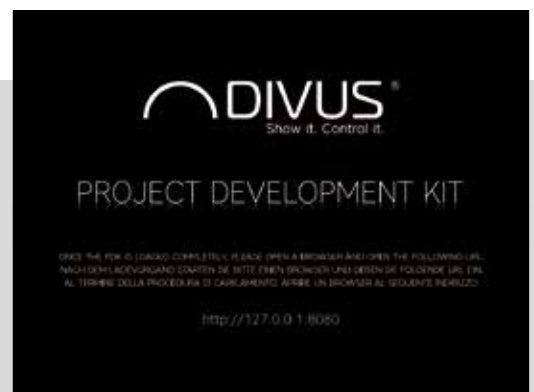 DIVUS®
Show it. Control it.
PROJECT DEVELOPMENT KIT
ONCE THE PDK IS LOADED COMPLETELY, PLEASE OPEN A BROWSER AND OPEN THE FOLLOWING URL:
NACH DEM LADEVORGANG STARTEN SIE BITTE EINEN BROWSER UND GEBEN DIE FOLGENDE URL EIN:
AL TERMINE DELLA PROCEDURA DI CARICAMENTO, APRIRE UN BROWSER AL SEGUENTE INDIRIZZO:
http://127.0.0.1:8080